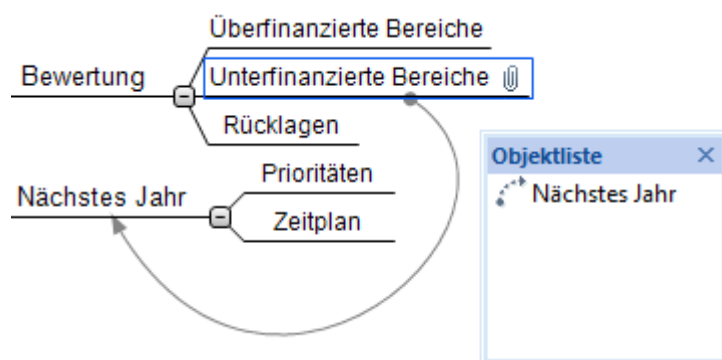 Überfinanzierte Bereiche
Bewertung
Unterfinanzierte Bereiche
Rücklagen
Prioritäten
Nächstes Jahr
Zeitplan
Objektliste
Nächstes Jahr